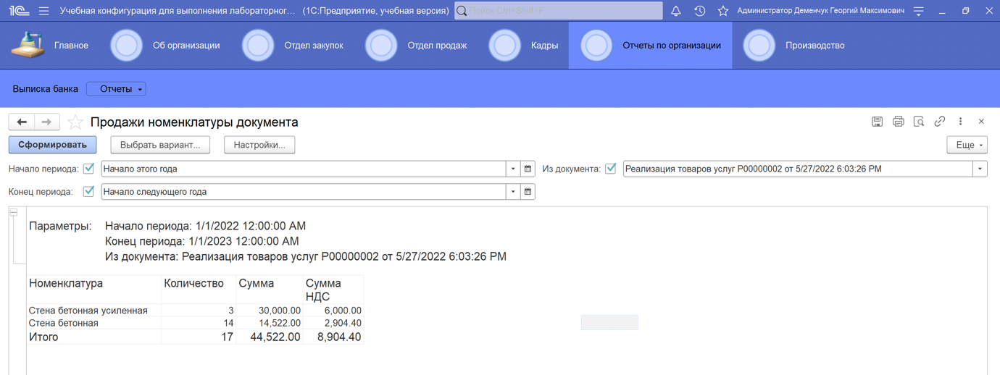 1С Учебная конфигурация для выполнения лабораторног... (1С:Предприятие, учебная версия) Поиск Ctrl+Shift+F Администратор Деменчук Георгий Максимович
Главное Об организации Отдел закупок Отдел продаж Кадры Отчеты по организации Производство
Выписка банка Отчеты
Продажи номенклатуры документа
Сформировать Выбрать вариант... Настройки... Еще
Начало периода: Начало этого года Из документа: Реализация товаров услуг Р00000002 от 5/27/2022 6:03:26 PM
Конец периода: Начало следующего года
Параметры: Начало периода: 1/1/2022 12:00:00 AM
Конец периода: 1/1/2023 12:00:00 AM
Из документа: Реализация товаров услуг Р00000002 от 5/27/2022 6:03:26 PM
Номенклатура Количество Сумма Сумма
НДС
Стена бетонная усиленная 3 30,000.00 6,000.00
Стена бетонная 14 14,522.00 2,904.40
Итого 17 44,522.00 8,904.40